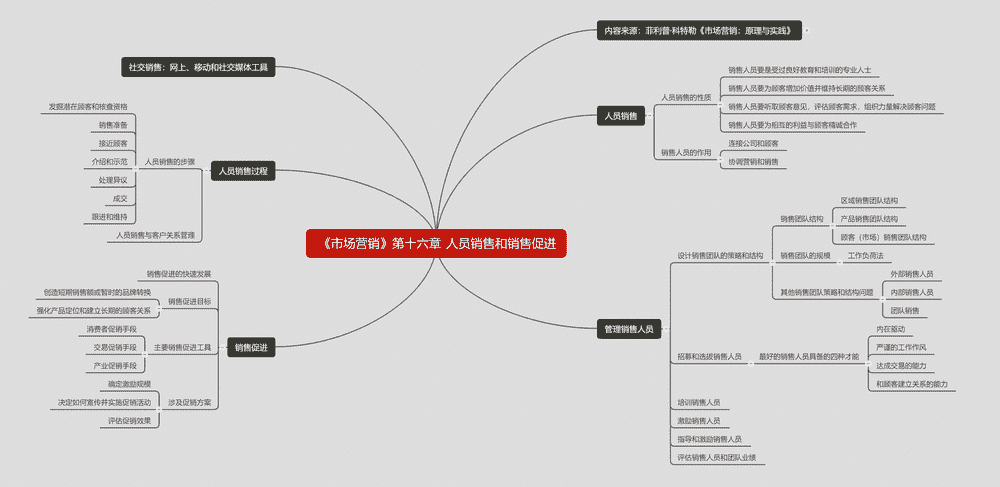 《市场营销》第十六章 人员销售和销售促进
内容来源：菲利普·科特勒《市场营销：原理与实践》
人员销售
人员销售的性质
销售人员要是受过良好教育和培训的专业人士
销售人员要为顾客增加价值并维持长期的顾客关系
销售人员要听取顾客意见，评估顾客需求，组织力量解决顾客问题
销售人员要为相互的利益与顾客精诚合作
销售人员的作用
连接公司和顾客
协调营销和销售
管理销售人员
设计销售团队的策略和结构
销售团队结构
区域销售团队结构
产品销售团队结构
顾客（市场）销售团队结构
销售团队的规模
工作负荷法
其他销售团队策略和结构问题
外部销售人员
内部销售人员
团队销售
招募和选拔销售人员
最好的销售人员具备的四种才能
内在驱动
严谨的工作作风
达成交易的能力
和顾客建立关系的能力
培训销售人员
激励销售人员
指导和激励销售人员
评估销售人员和团队业绩
社交销售：网上、移动和社交媒体工具
人员销售过程
人员销售的步骤
发掘潜在顾客和核查资格
销售准备
接近顾客
介绍和示范
处理异议
成交
跟进和维持
人员销售与客户关系管理
销售促进
销售促进的快速发展
销售促进目标
创造短期销售额或暂时的品牌转换
强化产品定位和建立长期的顾客关系
主要销售促进工具
消费者促销手段
交易促销手段
产业促销手段
涉及促销方案
确定激励规模
决定如何宣传并实施促销活动
评估促销效果